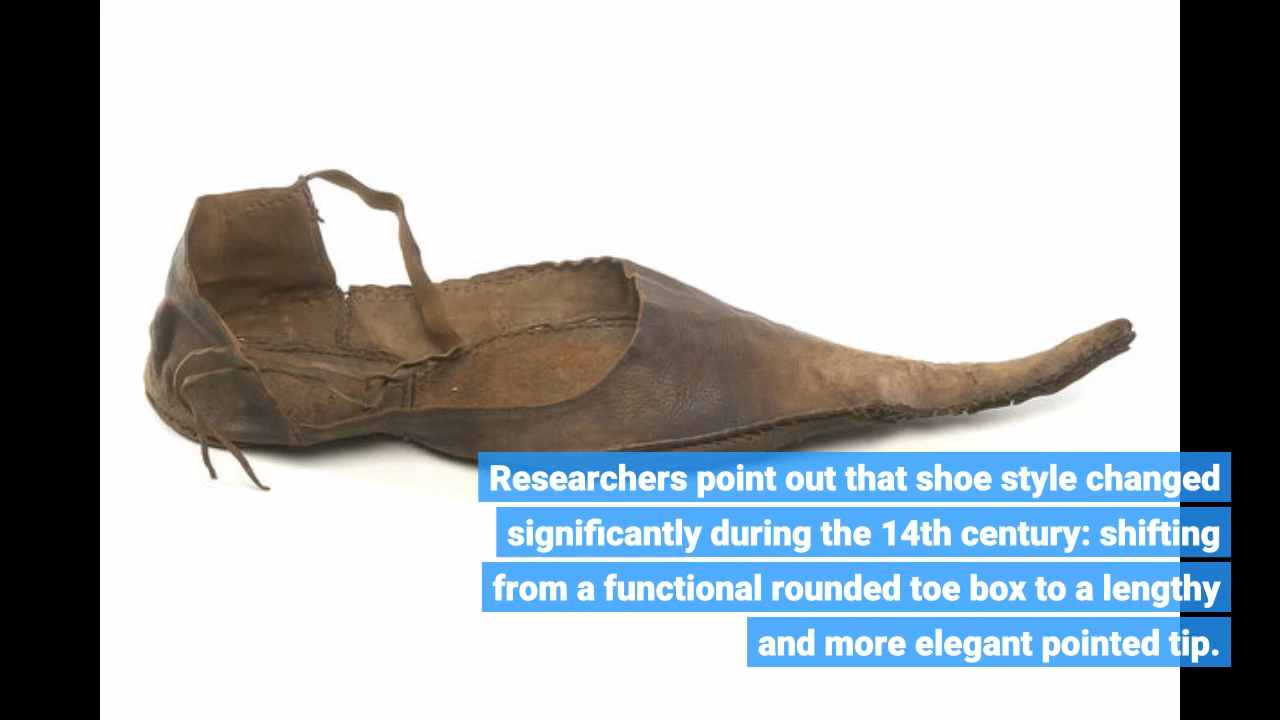 Researchers point out that shoe style changed
significantly during the 14th century: shifting
from a functional rounded toe box to a lengthy
and more elegant pointed tip.